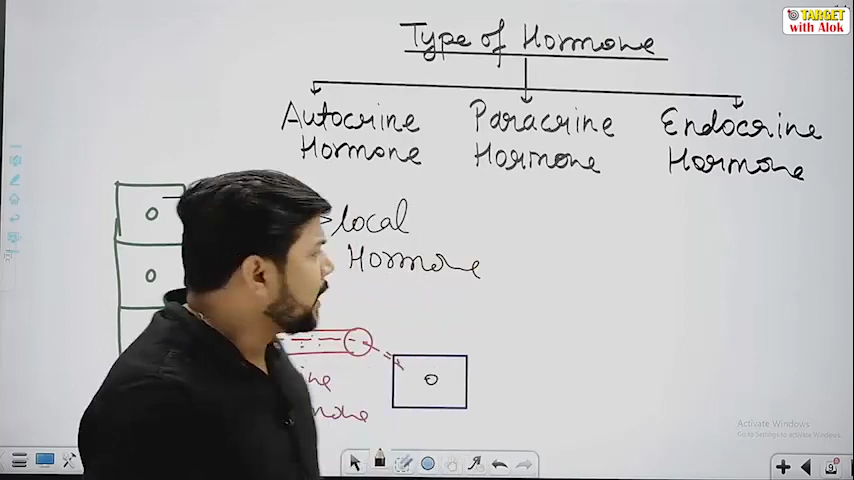 TARGET
with Alok
Type of Hormone
Autocrine Paracrine Endocrine
Hormone Hormone Hormone
local
Hormone
Activate Windows
Go to Settings to activate Windows.
9